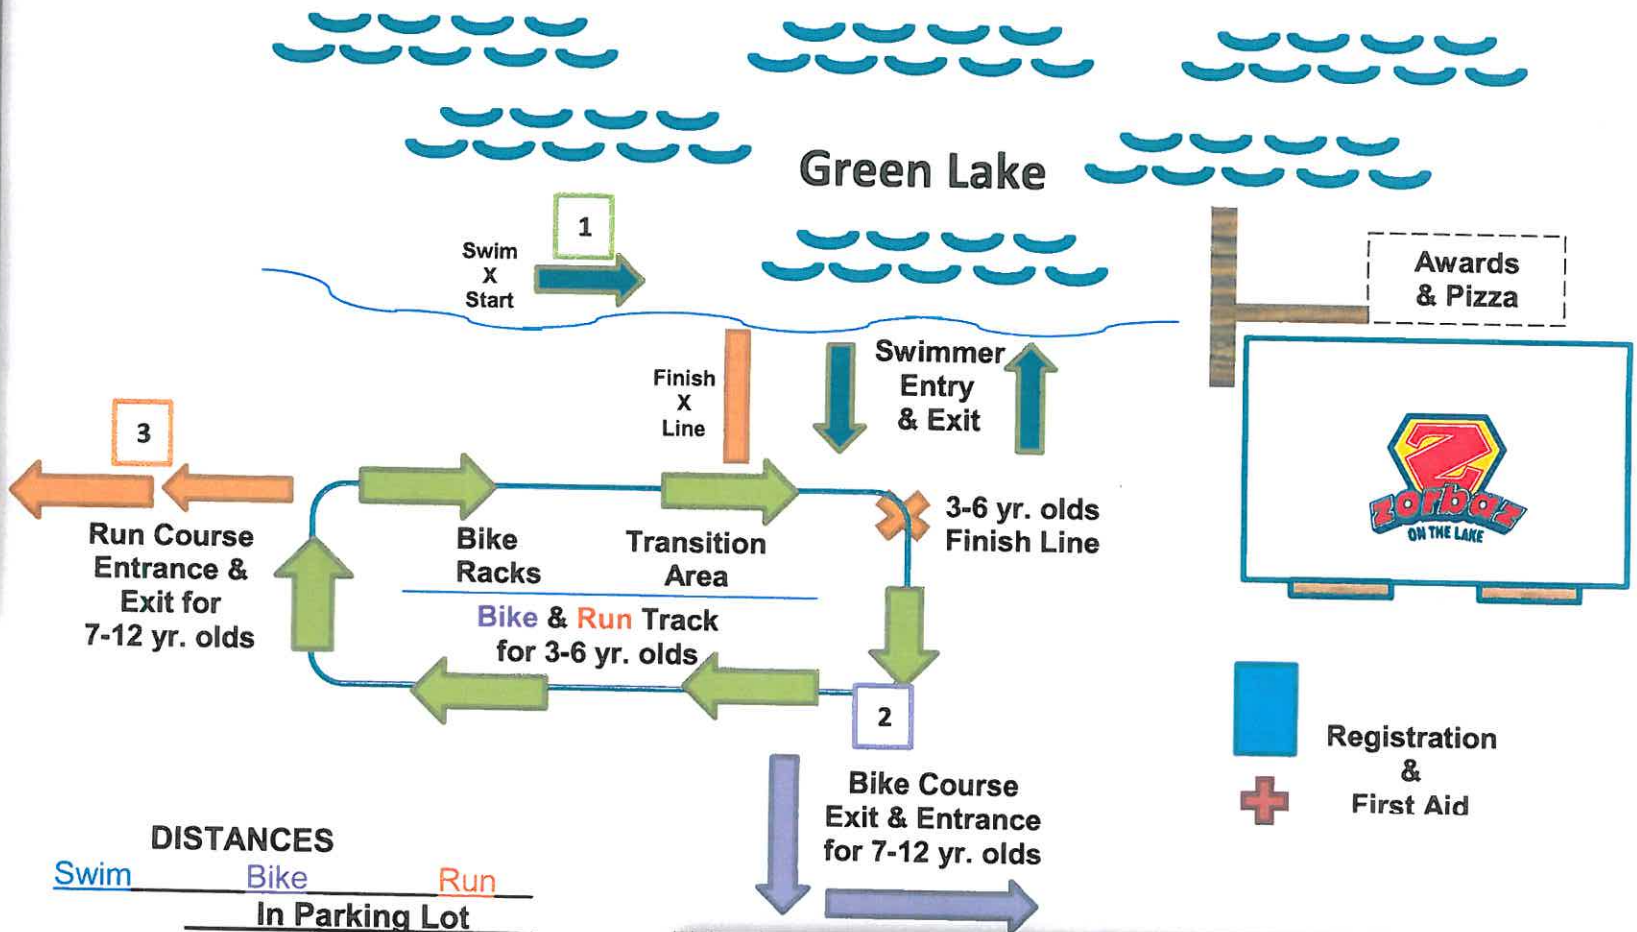 Green Lake
1
Swim
X
Start
Awards
& Pizza
Finish
X
Line
Swimmer
Entry
& Exit
3
Run Course
Entrance &
Exit for
7-12 yr. olds
Bike
Racks
Transition
Area
3-6 yr. olds
Finish Line
Bike & Run Track
for 3-6 yr. olds
Z
zorbaz
ON THE LAKE
2
Bike Course
Exit & Entrance
for 7-12 yr. olds
Registration
&
First Aid
DISTANCES
Swim Bike Run
In Parking Lot